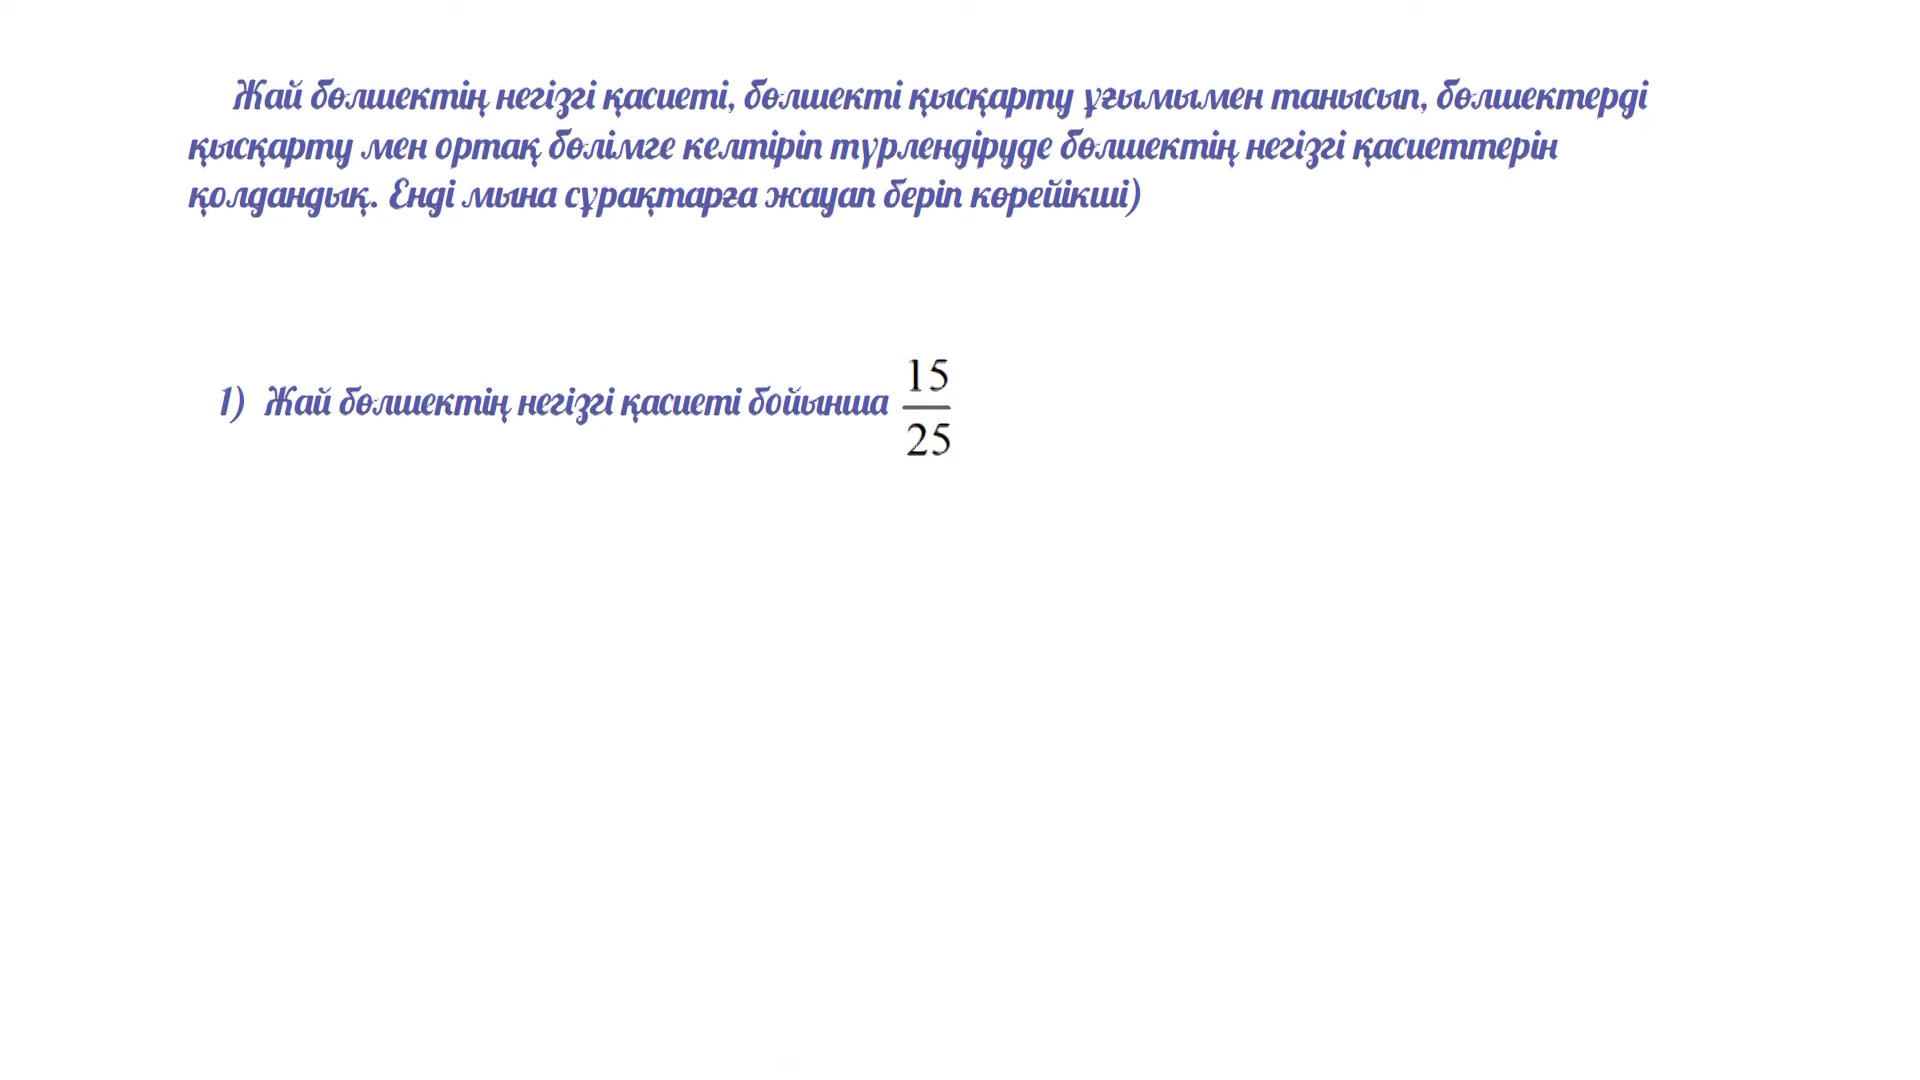 Жай бөлшектің негізгі қасиеті, бөлшекті қысқарту ұғымымен танысып, бөлшектерді
қысқарту мен ортақ бөлімге келтіріп түрлендіруде бөлшектің негізгі қасиеттерін
қолдандық. Енді мына сұрақтарға жауап беріп көрейікші)
1) Жай бөлшектің негізгі қасиеті бойынша 15/25